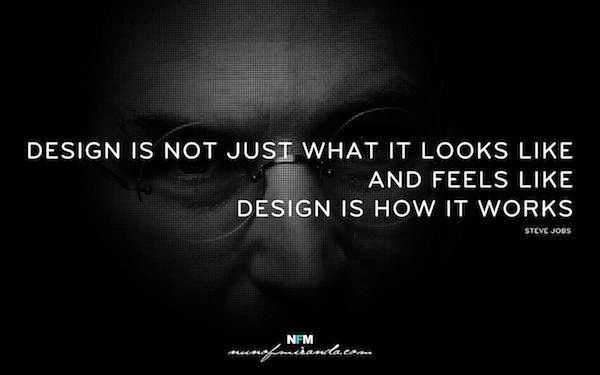 DESIGN IS NOT JUST WHAT IT LOOKS LIKE
AND FEELS LIKE
DESIGN IS HOW IT WORKS
STEVE JOBS
NFM
nunofmiranda.com